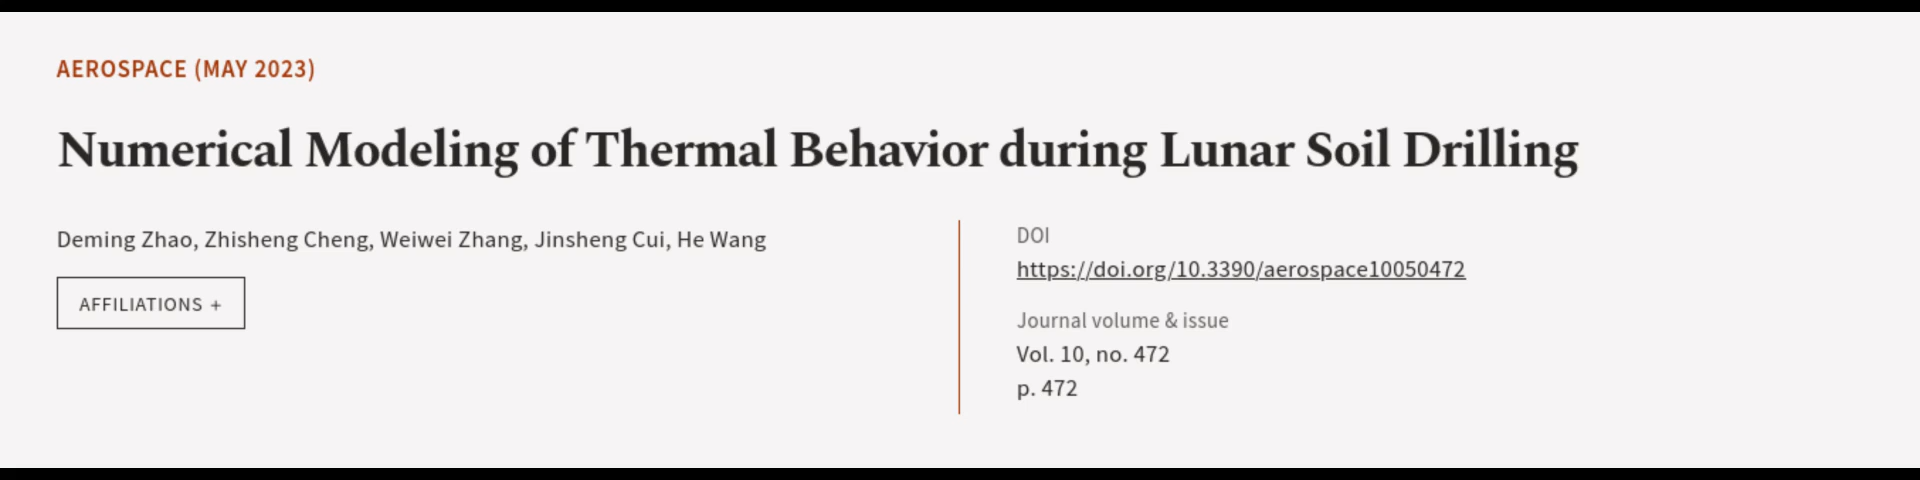 AEROSPACE (MAY 2023)
Numerical Modeling of Thermal Behavior during Lunar Soil Drilling
Deming Zhao, Zhisheng Cheng, Weiwei Zhang, Jinsheng Cui, He Wang
AFFILIATIONS +
DOI
https://doi.org/10.3390/aerospace10050472
Journal volume & issue
Vol. 10, no. 472
p. 472